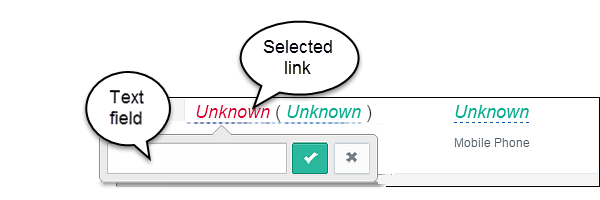 Selected
link
Text
field
Unknown ( Unknown )
Unknown
Mobile Phone